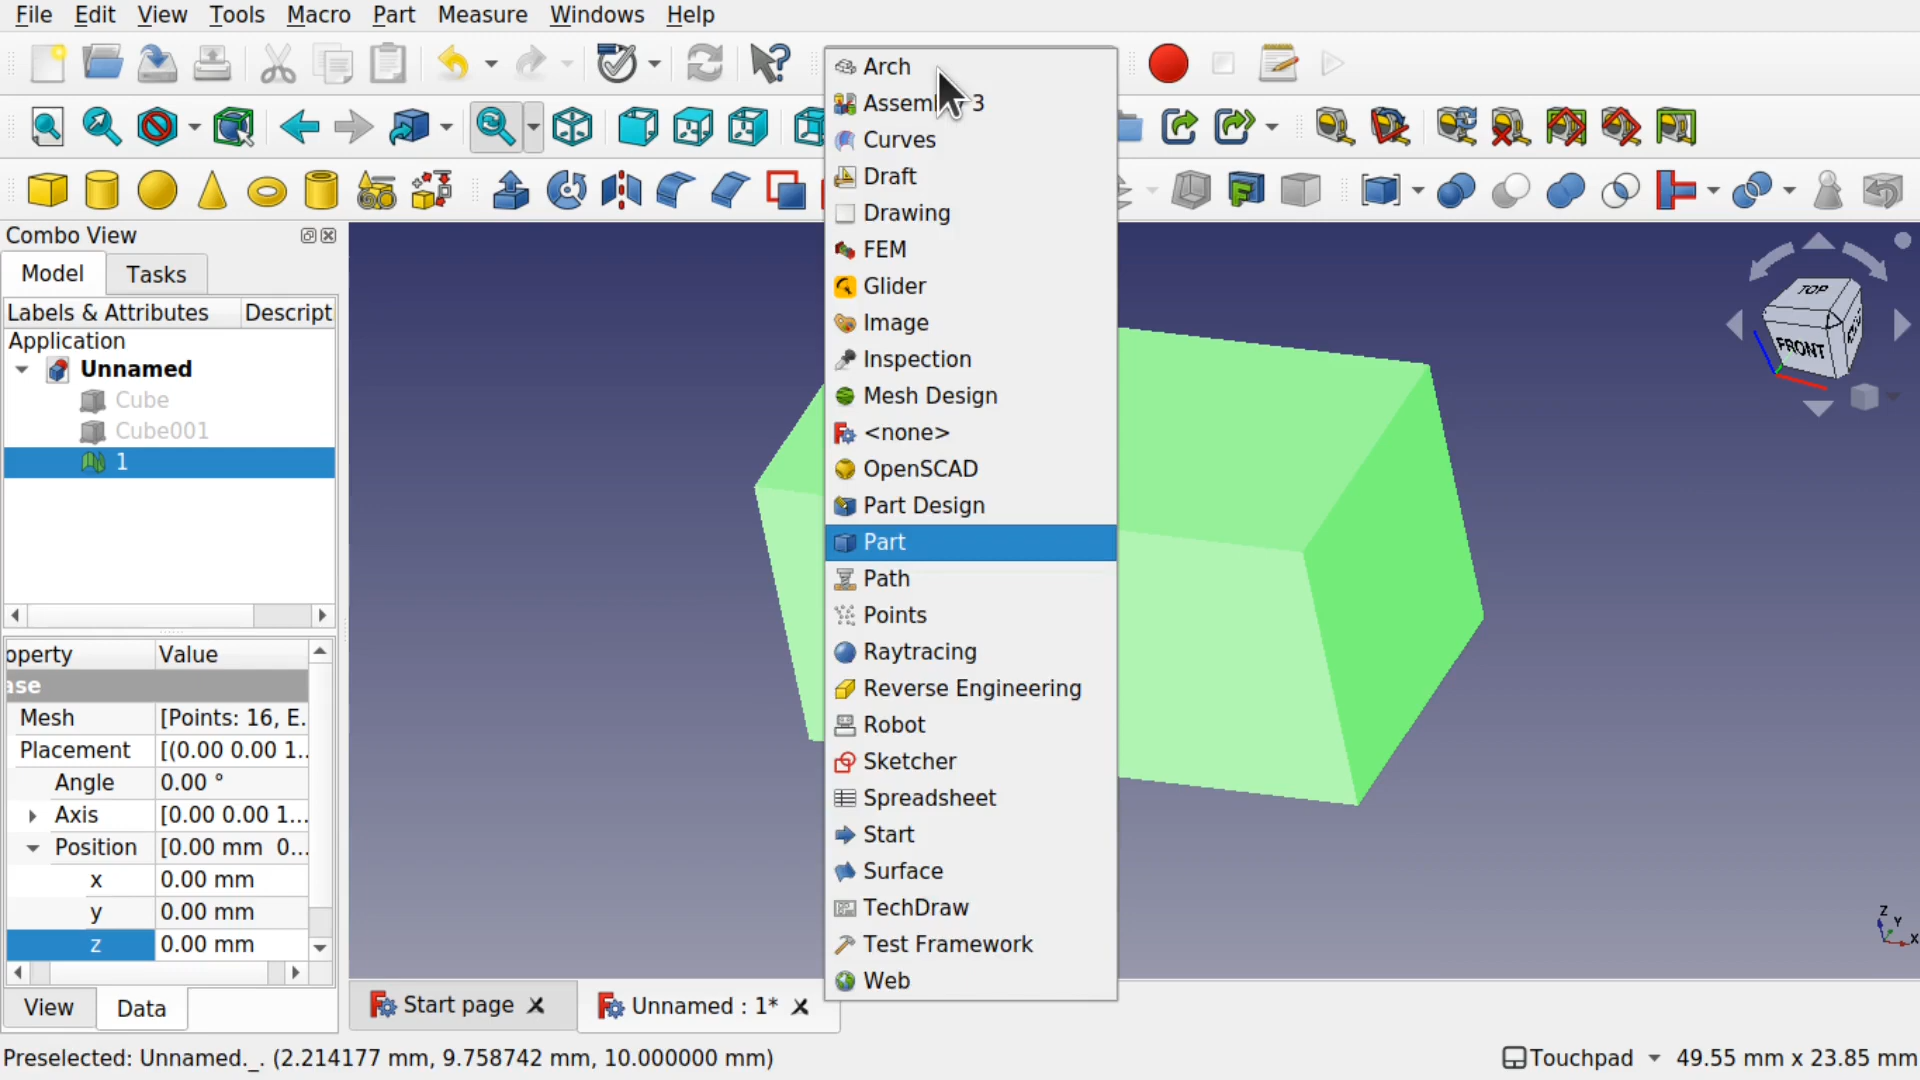 File Edit View Tools Macro Part Measure Windows Help
Combo View
Model Tasks
Labels & Attributes Descript
Application
Unnamed
Cube
Cube001
1
operty Value
ase
Mesh [Points: 16, E.
Placement [(0.00 0.00 1..
Angle 0.00 °
Axis [0.00 0.00 1...
Position [0.00 mm 0...
x 0.00 mm
y 0.00 mm
z 0.00 mm
View Data
Arch
Assem 3
Curves
Draft
Drawing
FEM
Glider
Image
Inspection
Mesh Design
<none>
OpenSCAD
Part Design
Part
Path
Points
Raytracing
Reverse Engineering
Robot
Sketcher
Spreadsheet
Start
Surface
TechDraw
Test Framework
Web
TOP
FRONT
Z
Y
X
Start page Unnamed : 1*
Preselected: Unnamed._. (2.214177 mm, 9.758742 mm, 10.000000 mm)
Touchpad 49.55 mm x 23.85 mm